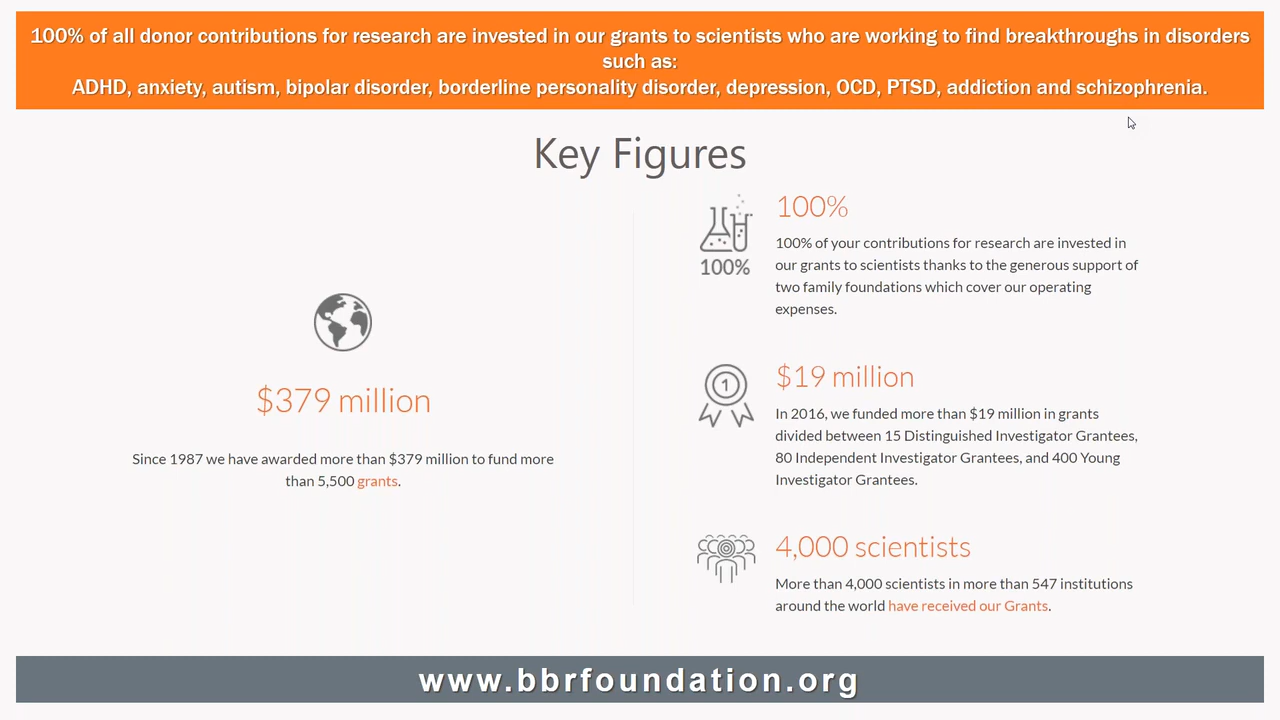 100% of all donor contributions for research are invested in our grants to scientists who are working to find breakthroughs in disorders
such as:
ADHD, anxiety, autism, bipolar disorder, borderline personality disorder, depression, OCD, PTSD, addiction and schizophrenia.
Key Figures
$379 million
Since 1987 we have awarded more than $379 million to fund more
than 5,500 grants.
100%
100%
100% of your contributions for research are invested in
our grants to scientists thanks to the generous support of
two family foundations which cover our operating
expenses.
1
$19 million
In 2016, we funded more than $19 million in grants
divided between 15 Distinguished Investigator Grantees,
80 Independent Investigator Grantees, and 400 Young
Investigator Grantees.
4,000 scientists
More than 4,000 scientists in more than 547 institutions
around the world have received our Grants.
www.bbrfoundation.org